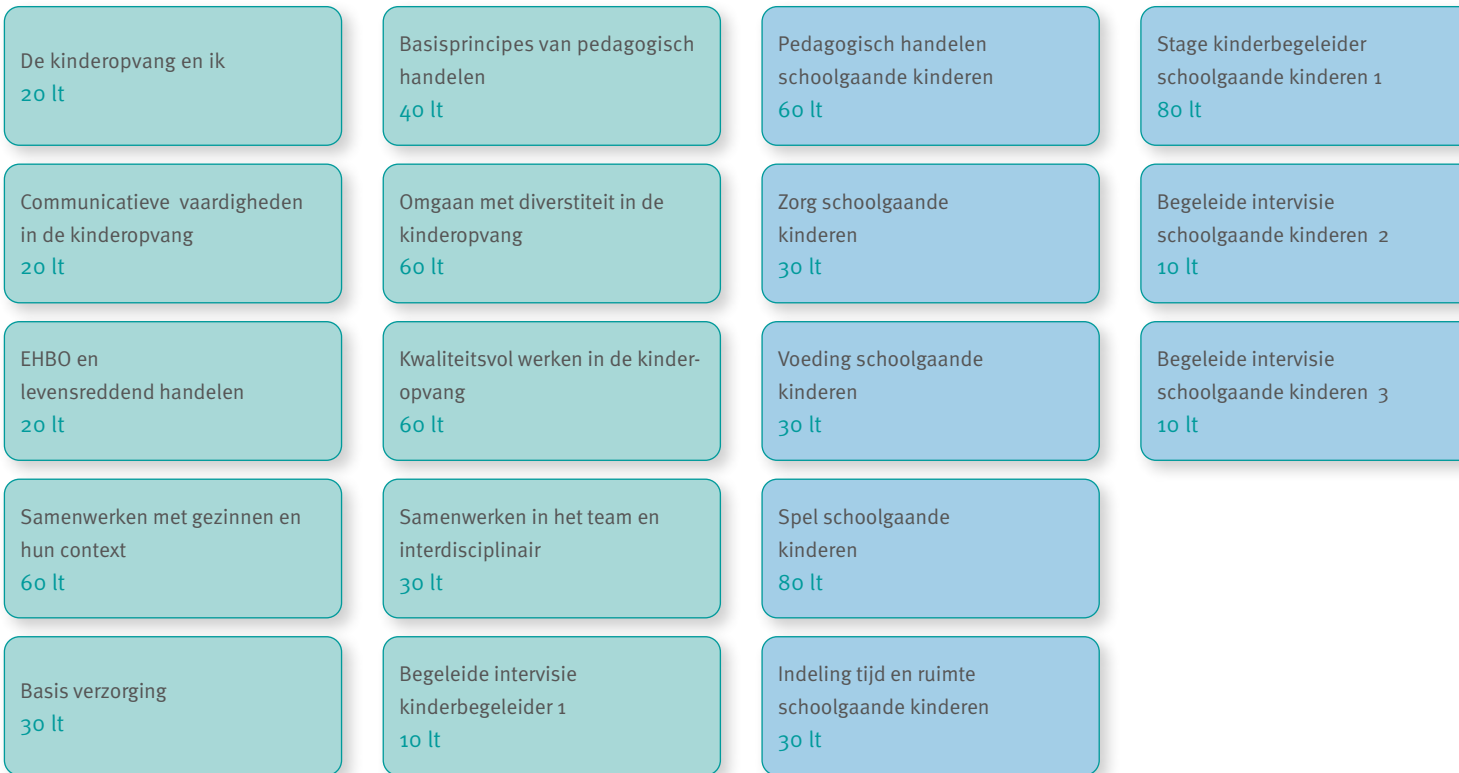 De kinderopvang en ik
20 lt
Communicatieve vaardigheden
in de kinderopvang
20 lt
EHBO en
levensreddend handelen
20 lt
Samenwerken met gezinnen en
hun context
60 lt
Basis verzorging
30 lt
Basisprincipes van pedagogisch
handelen
40 lt
Omgaan met diverstiteit in de
kinderopvang
60 lt
Kwaliteitsvol werken in de kinder-
opvang
60 lt
Samenwerken in het team en
interdisciplinair
30 lt
Begeleide intervisie
kinderbegeleider 1
10 lt
Pedagogisch handelen
schoolgaande kinderen
60 lt
Zorg schoolgaande
kinderen
30 lt
Voeding schoolgaande
kinderen
30 lt
Spel schoolgaande
kinderen
80 lt
Indeling tijd en ruimte
schoolgaande kinderen
30 lt
Stage kinderbegeleider
schoolgaande kinderen 1
80 lt
Begeleide intervisie
schoolgaande kinderen 2
10 lt
Begeleide intervisie
schoolgaande kinderen 3
10 lt